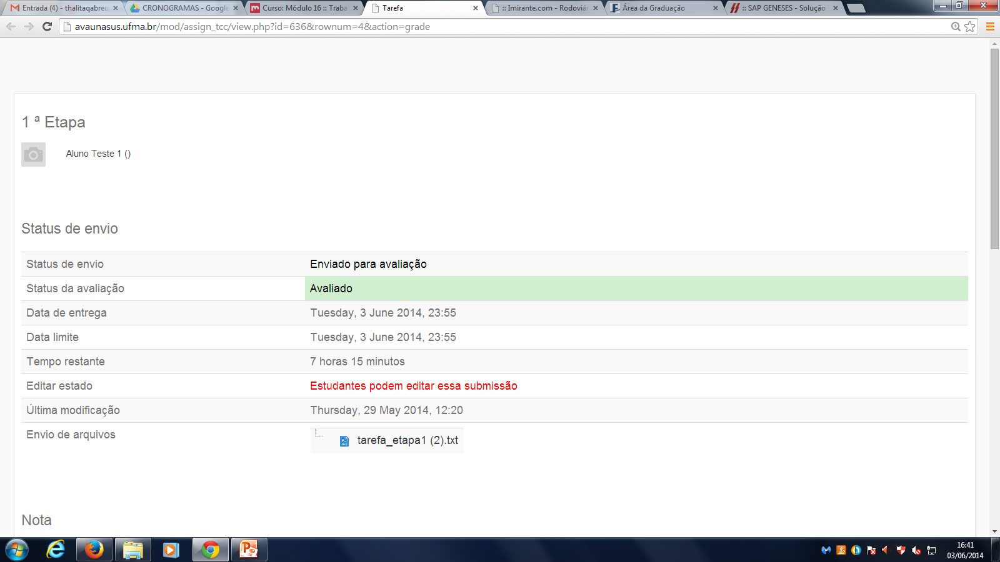 Entrada (4) - thalitaqabreu
CRONOGRAMAS - Google
Curso: Módulo 16 :: Traba
Tarefa
:: Imirante.com - Rodoviár
Área da Graduação
:: SAP GENESES - Solução
avaunasus.ufma.br/mod/assign_tcc/view.php?id=636&rownum=4&action=grade
1 ª Etapa
Aluno Teste 1 ()
Status de envio
Status de envio Enviado para avaliação
Status da avaliação Avaliado
Data de entrega Tuesday, 3 June 2014, 23:55
Data limite Tuesday, 3 June 2014, 23:55
Tempo restante 7 horas 15 minutos
Editar estado Estudantes podem editar essa submissão
Última modificação Thursday, 29 May 2014, 12:20
Envio de arquivos tarefa_etapa1 (2).txt
Nota
16:41
03/06/2014